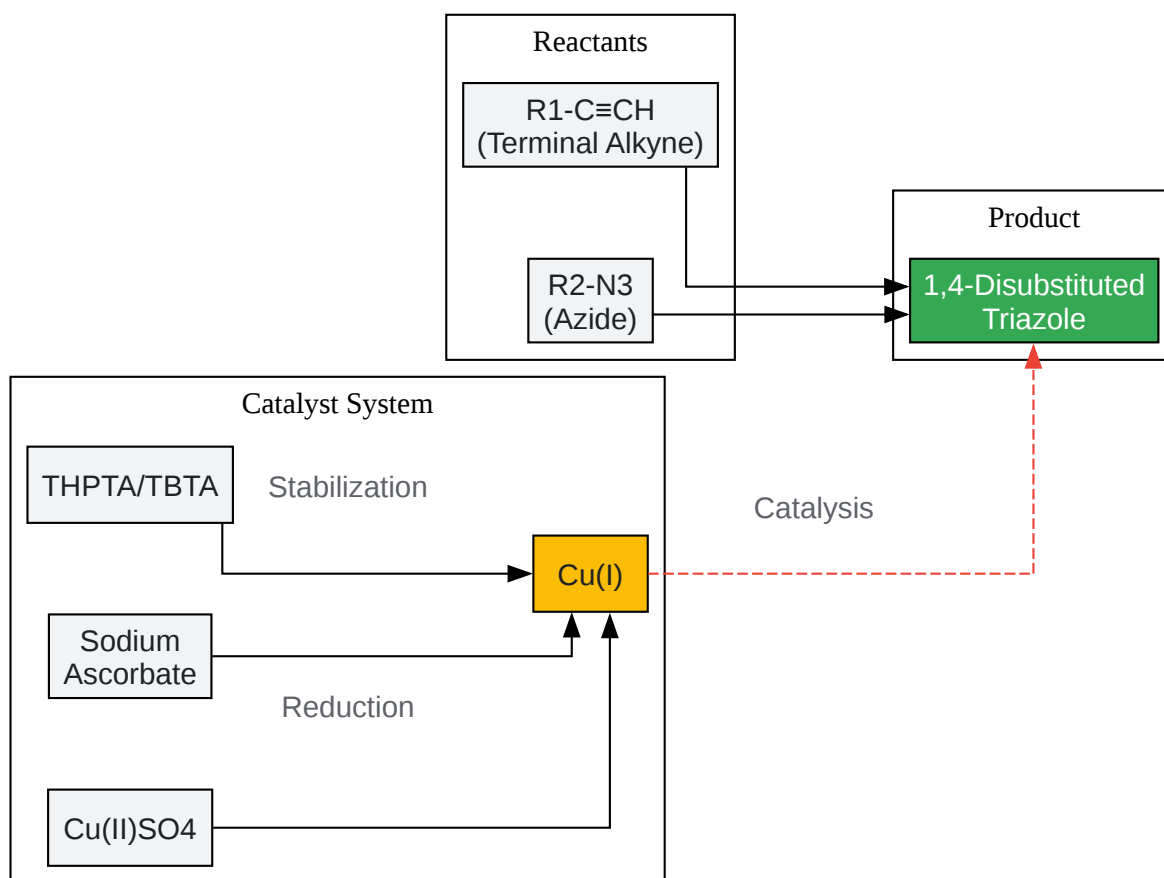 Reactants
R1-C≡CH
(Terminal Alkyne)
R2-N3
(Azide)
Product
1,4-Disubstituted
Triazole
Catalyst System
THPTA/TBTA
Stabilization
Cu(I)
Catalysis
Sodium
Ascorbate
Reduction
Cu(II)SO4